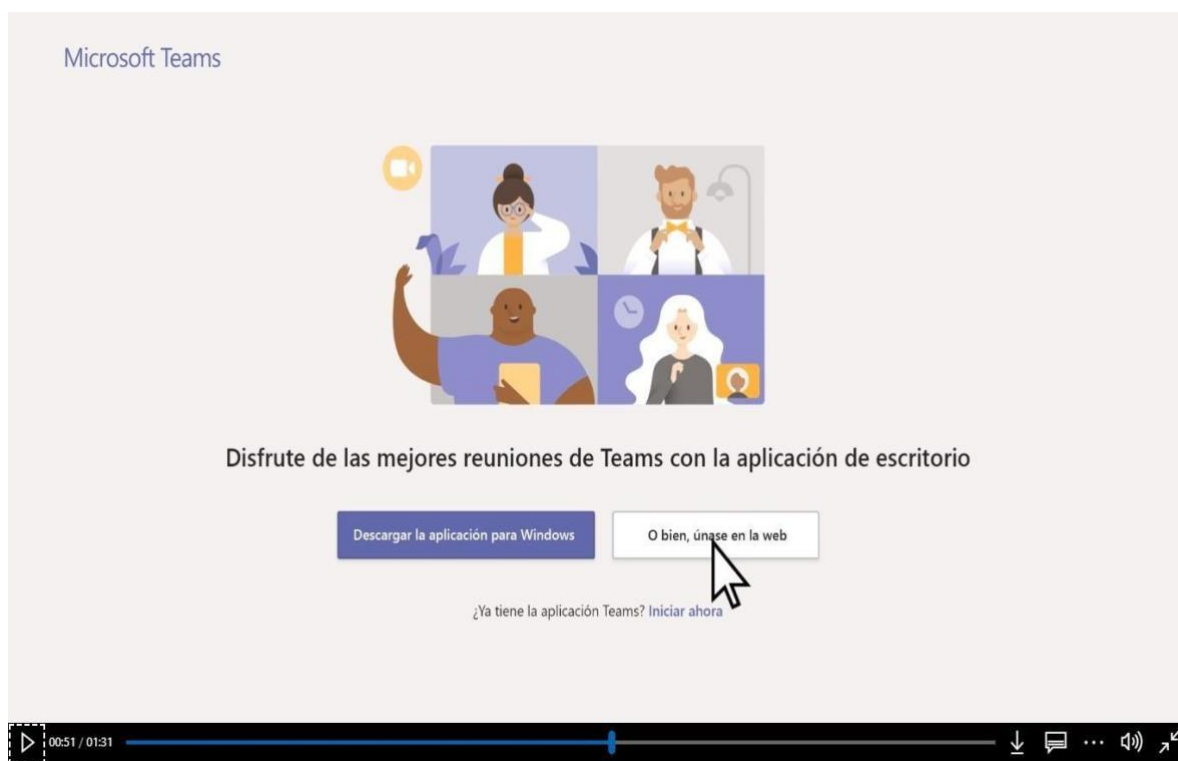 Microsoft Teams
Disfrute de las mejores reuniones de Teams con la aplicación de escritorio
Descargar la aplicación para Windows
O bien, únase en la web
¿Ya tiene la aplicación Teams? Iniciar ahora
00:51 / 01:31